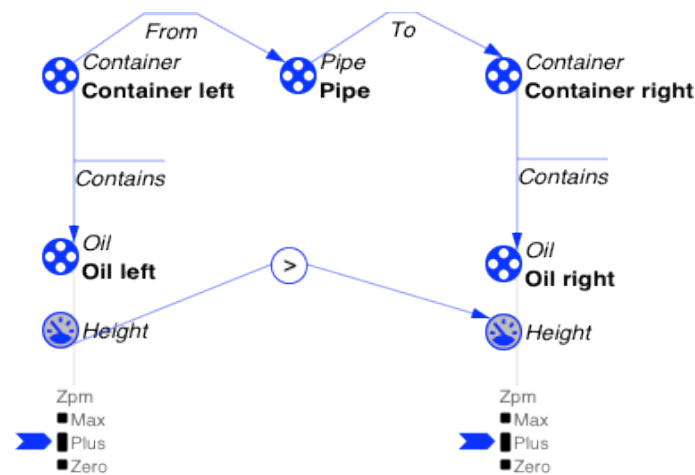 From
To
Container
Container left
Pipe
Pipe
Container
Container right
Contains
Contains
Oil
Oil left
>
Oil
Oil right
Height
Height
Zpm
Max
Plus
Zero
Zpm
Max
Plus
Zero